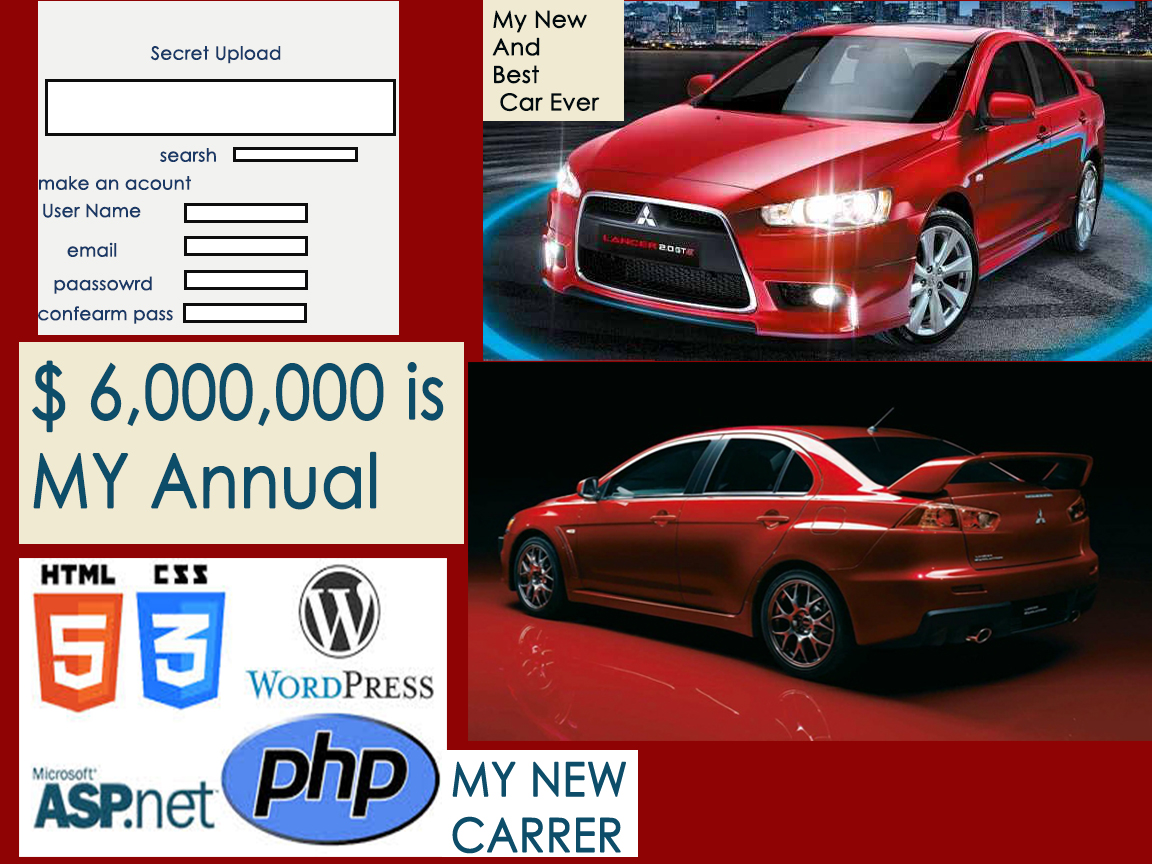 Secret Upload
searsh
make an acount
User Name
email
paassowrd
confearm pass
My New
And
Best
Car Ever
LANCER 2.0 GTE
$ 6,000,000 is
MY Annual
HTML CSS
5 3
W
WORDPRESS
Microsoft®
ASP.net
php
MY NEW
CARRER